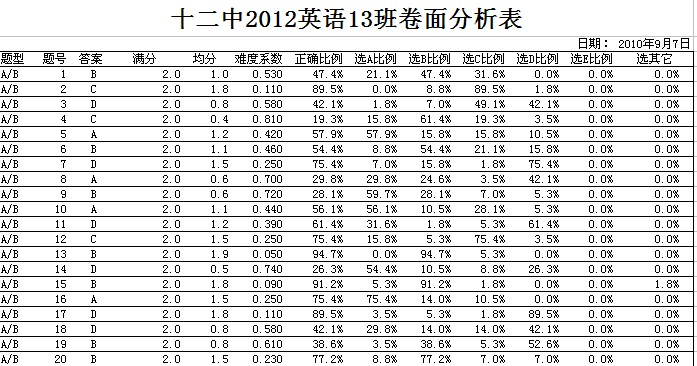 十二中2012英语13班卷面分析表
日期： 2010年9月7日
题型 题号 答案 满分 均分 难度系数 正确比例 选A比例 选B比例 选C比例 选D比例 选E比例 选其它
A/B 1 B 2.0 1.0 0.530 47.4% 21.1% 47.4% 31.6% 0.0% 0.0% 0.0%
A/B 2 C 2.0 1.8 0.110 89.5% 0.0% 8.8% 89.5% 1.8% 0.0% 0.0%
A/B 3 D 2.0 0.8 0.580 42.1% 1.8% 7.0% 49.1% 42.1% 0.0% 0.0%
A/B 4 C 2.0 0.4 0.810 19.3% 15.8% 61.4% 19.3% 3.5% 0.0% 0.0%
A/B 5 A 2.0 1.2 0.420 57.9% 57.9% 15.8% 15.8% 10.5% 0.0% 0.0%
A/B 6 B 2.0 1.1 0.460 54.4% 8.8% 54.4% 21.1% 15.8% 0.0% 0.0%
A/B 7 D 2.0 1.5 0.250 75.4% 7.0% 15.8% 1.8% 75.4% 0.0% 0.0%
A/B 8 A 2.0 0.6 0.700 29.8% 29.8% 24.6% 3.5% 42.1% 0.0% 0.0%
A/B 9 B 2.0 0.6 0.720 28.1% 59.7% 28.1% 7.0% 5.3% 0.0% 0.0%
A/B 10 A 2.0 1.1 0.440 56.1% 56.1% 10.5% 28.1% 5.3% 0.0% 0.0%
A/B 11 D 2.0 1.2 0.390 61.4% 31.6% 1.8% 5.3% 61.4% 0.0% 0.0%
A/B 12 C 2.0 1.5 0.250 75.4% 15.8% 5.3% 75.4% 3.5% 0.0% 0.0%
A/B 13 B 2.0 1.9 0.050 94.7% 0.0% 94.7% 5.3% 0.0% 0.0% 0.0%
A/B 14 D 2.0 0.5 0.740 26.3% 54.4% 10.5% 8.8% 26.3% 0.0% 0.0%
A/B 15 B 2.0 1.8 0.090 91.2% 5.3% 91.2% 1.8% 0.0% 0.0% 1.8%
A/B 16 A 2.0 1.5 0.250 75.4% 75.4% 14.0% 10.5% 0.0% 0.0% 0.0%
A/B 17 D 2.0 1.8 0.110 89.5% 3.5% 5.3% 1.8% 89.5% 0.0% 0.0%
A/B 18 D 2.0 0.8 0.580 42.1% 29.8% 14.0% 14.0% 42.1% 0.0% 0.0%
A/B 19 B 2.0 0.8 0.610 38.6% 3.5% 38.6% 5.3% 52.6% 0.0% 0.0%
A/B 20 B 2.0 1.5 0.230 77.2% 8.8% 77.2% 7.0% 7.0% 0.0% 0.0%